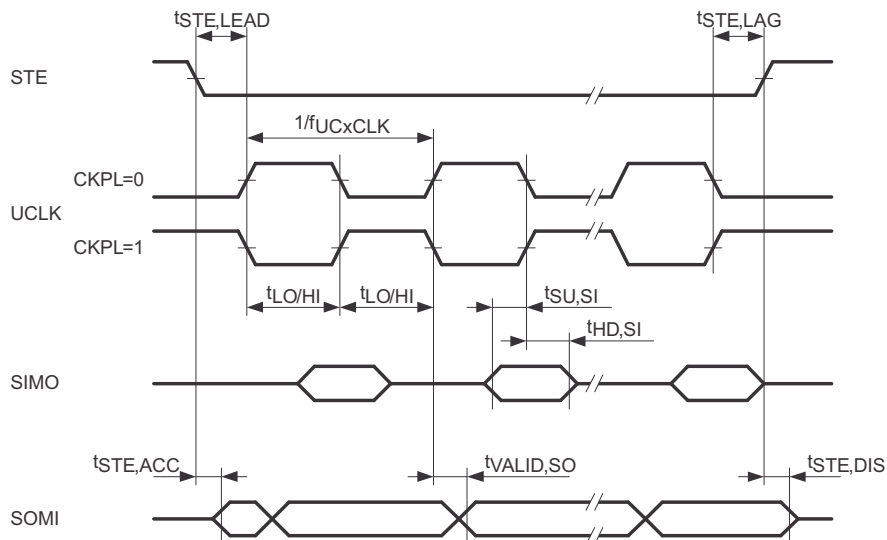 tSTE,LEAD
tSTE,LAG
STE
1/fUCxCLK
CKPL=0
UCLK
CKPL=1
tLO/HI
tLO/HI
tSU,SI
tHD,SI
SIMO
tSTE,ACC
tVALID,SO
tSTE,DIS
SOMI